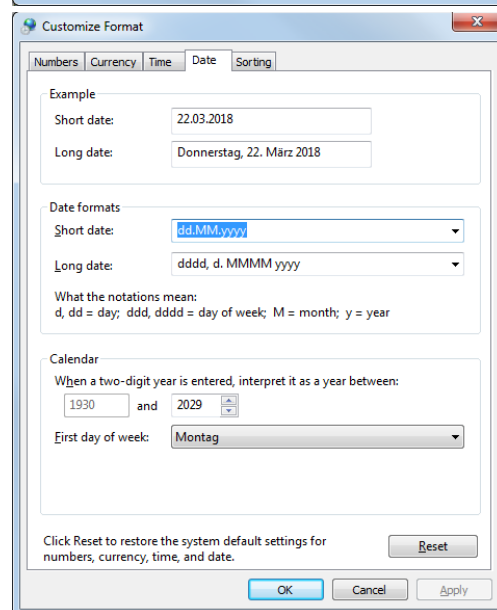 Customize Format
Numbers Currency Time Date Sorting
Example
Short date: 22.03.2018
Long date: Donnerstag, 22. März 2018
Date formats
Short date: dd.MM.yyyy
Long date: dddd, d. MMMM yyyy
What the notations mean:
d, dd = day;  ddd, dddd = day of week;  M = month;  y = year
Calendar
When a two-digit year is entered, interpret it as a year between:
1930 and 2029
First day of week: Montag
Click Reset to restore the system default settings for
numbers, currency, time, and date.
Reset
OK Cancel Apply